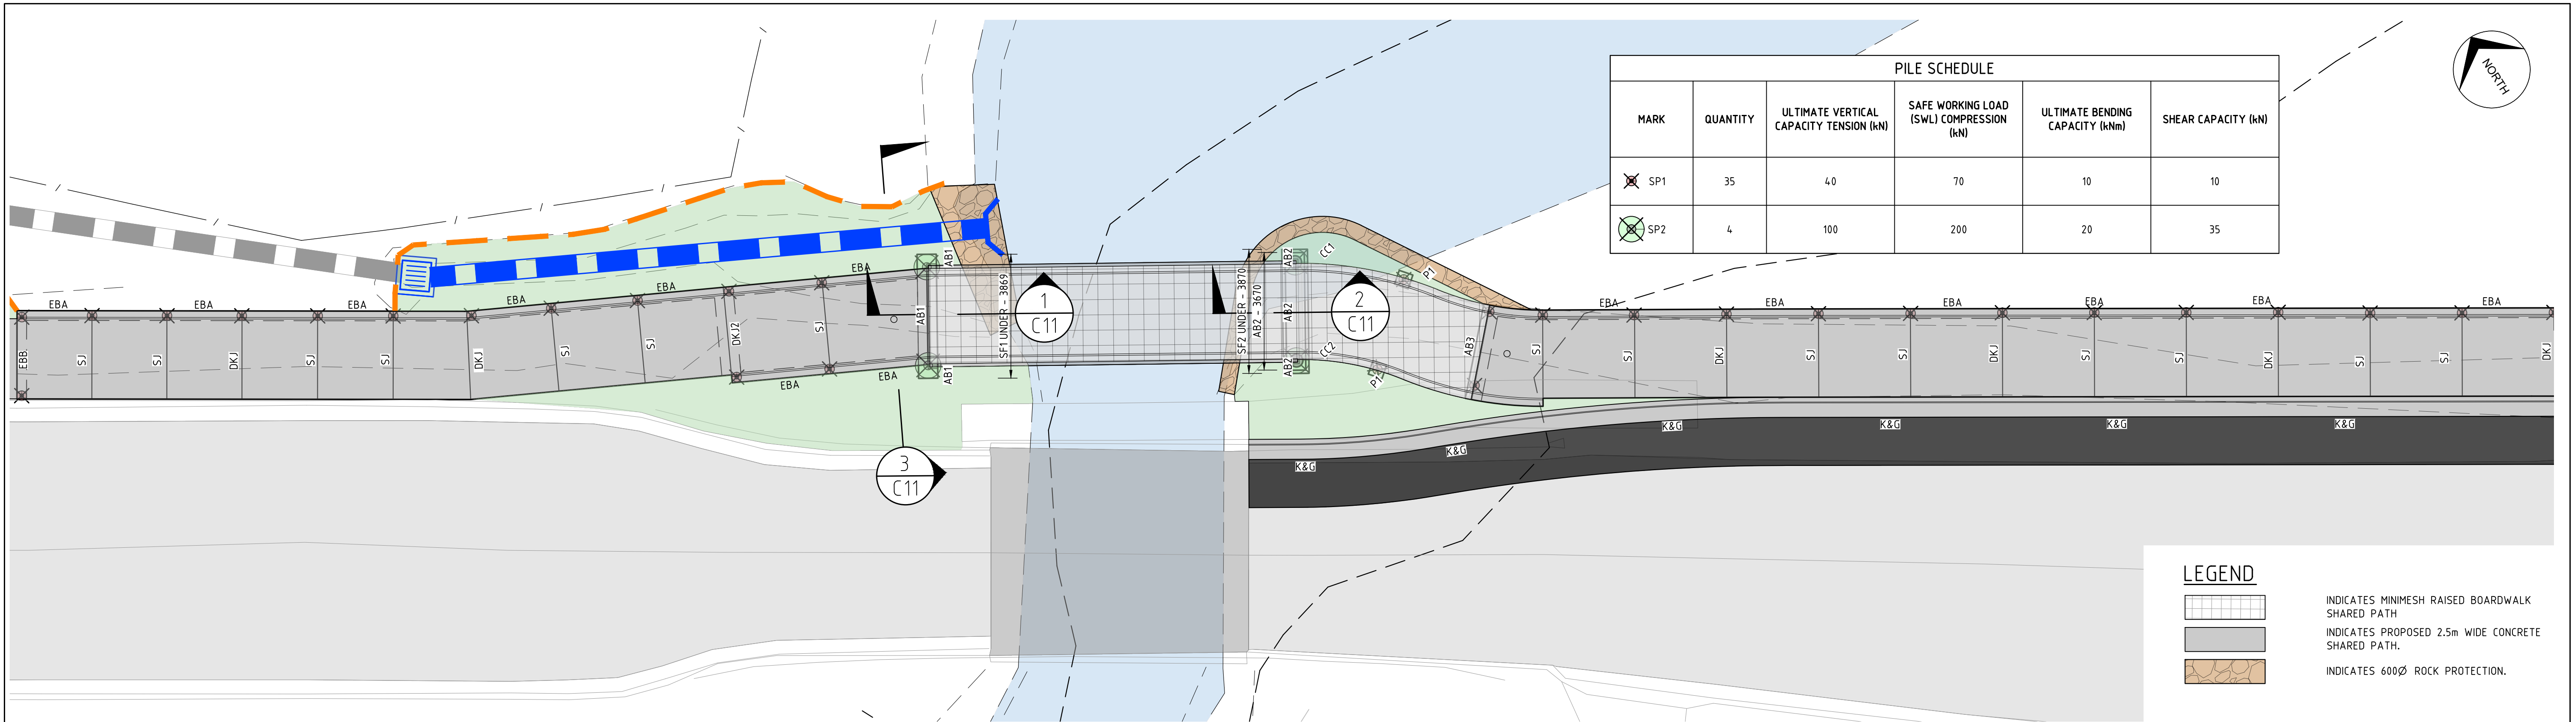 PILE SCHEDULE
MARK
QUANTITY
ULTIMATE VERTICAL
CAPACITY TENSION (kN)
SAFE WORKING LOAD
(SWL) COMPRESSION
(kN)
ULTIMATE BENDING
CAPACITY (kNm)
SHEAR CAPACITY (kN)
SP1
35
40
70
10
10
SP2
4
100
200
20
35
NORTH
EBA
EBA
EBA
EBA
EBA
EBA
EBA
EBA
EBB
SJ
SJ
DKJ
SJ
SJ
DKJ
SJ
SJ
DKJ2
SJ
AB1
AB1
AB1
SF1 UNDER - 3869
1
C11
SF2 UNDER - 3870
AB2 - 3670
AB2
AB2
AB2
CC1
CC2
2
C11
P1
P1
AB3
3
C11
EBA
EBA
EBA
EBA
EBA
EBA
SJ
SJ
DKJ
SJ
SJ
DKJ
SJ
SJ
DKJ
SJ
SJ
SJ
K&G
K&G
K&G
K&G
K&G
K&G
LEGEND
INDICATES MINIMESH RAISED BOARDWALK
SHARED PATH
INDICATES PROPOSED 2.5m WIDE CONCRETE
SHARED PATH.
INDICATES 600Ø ROCK PROTECTION.